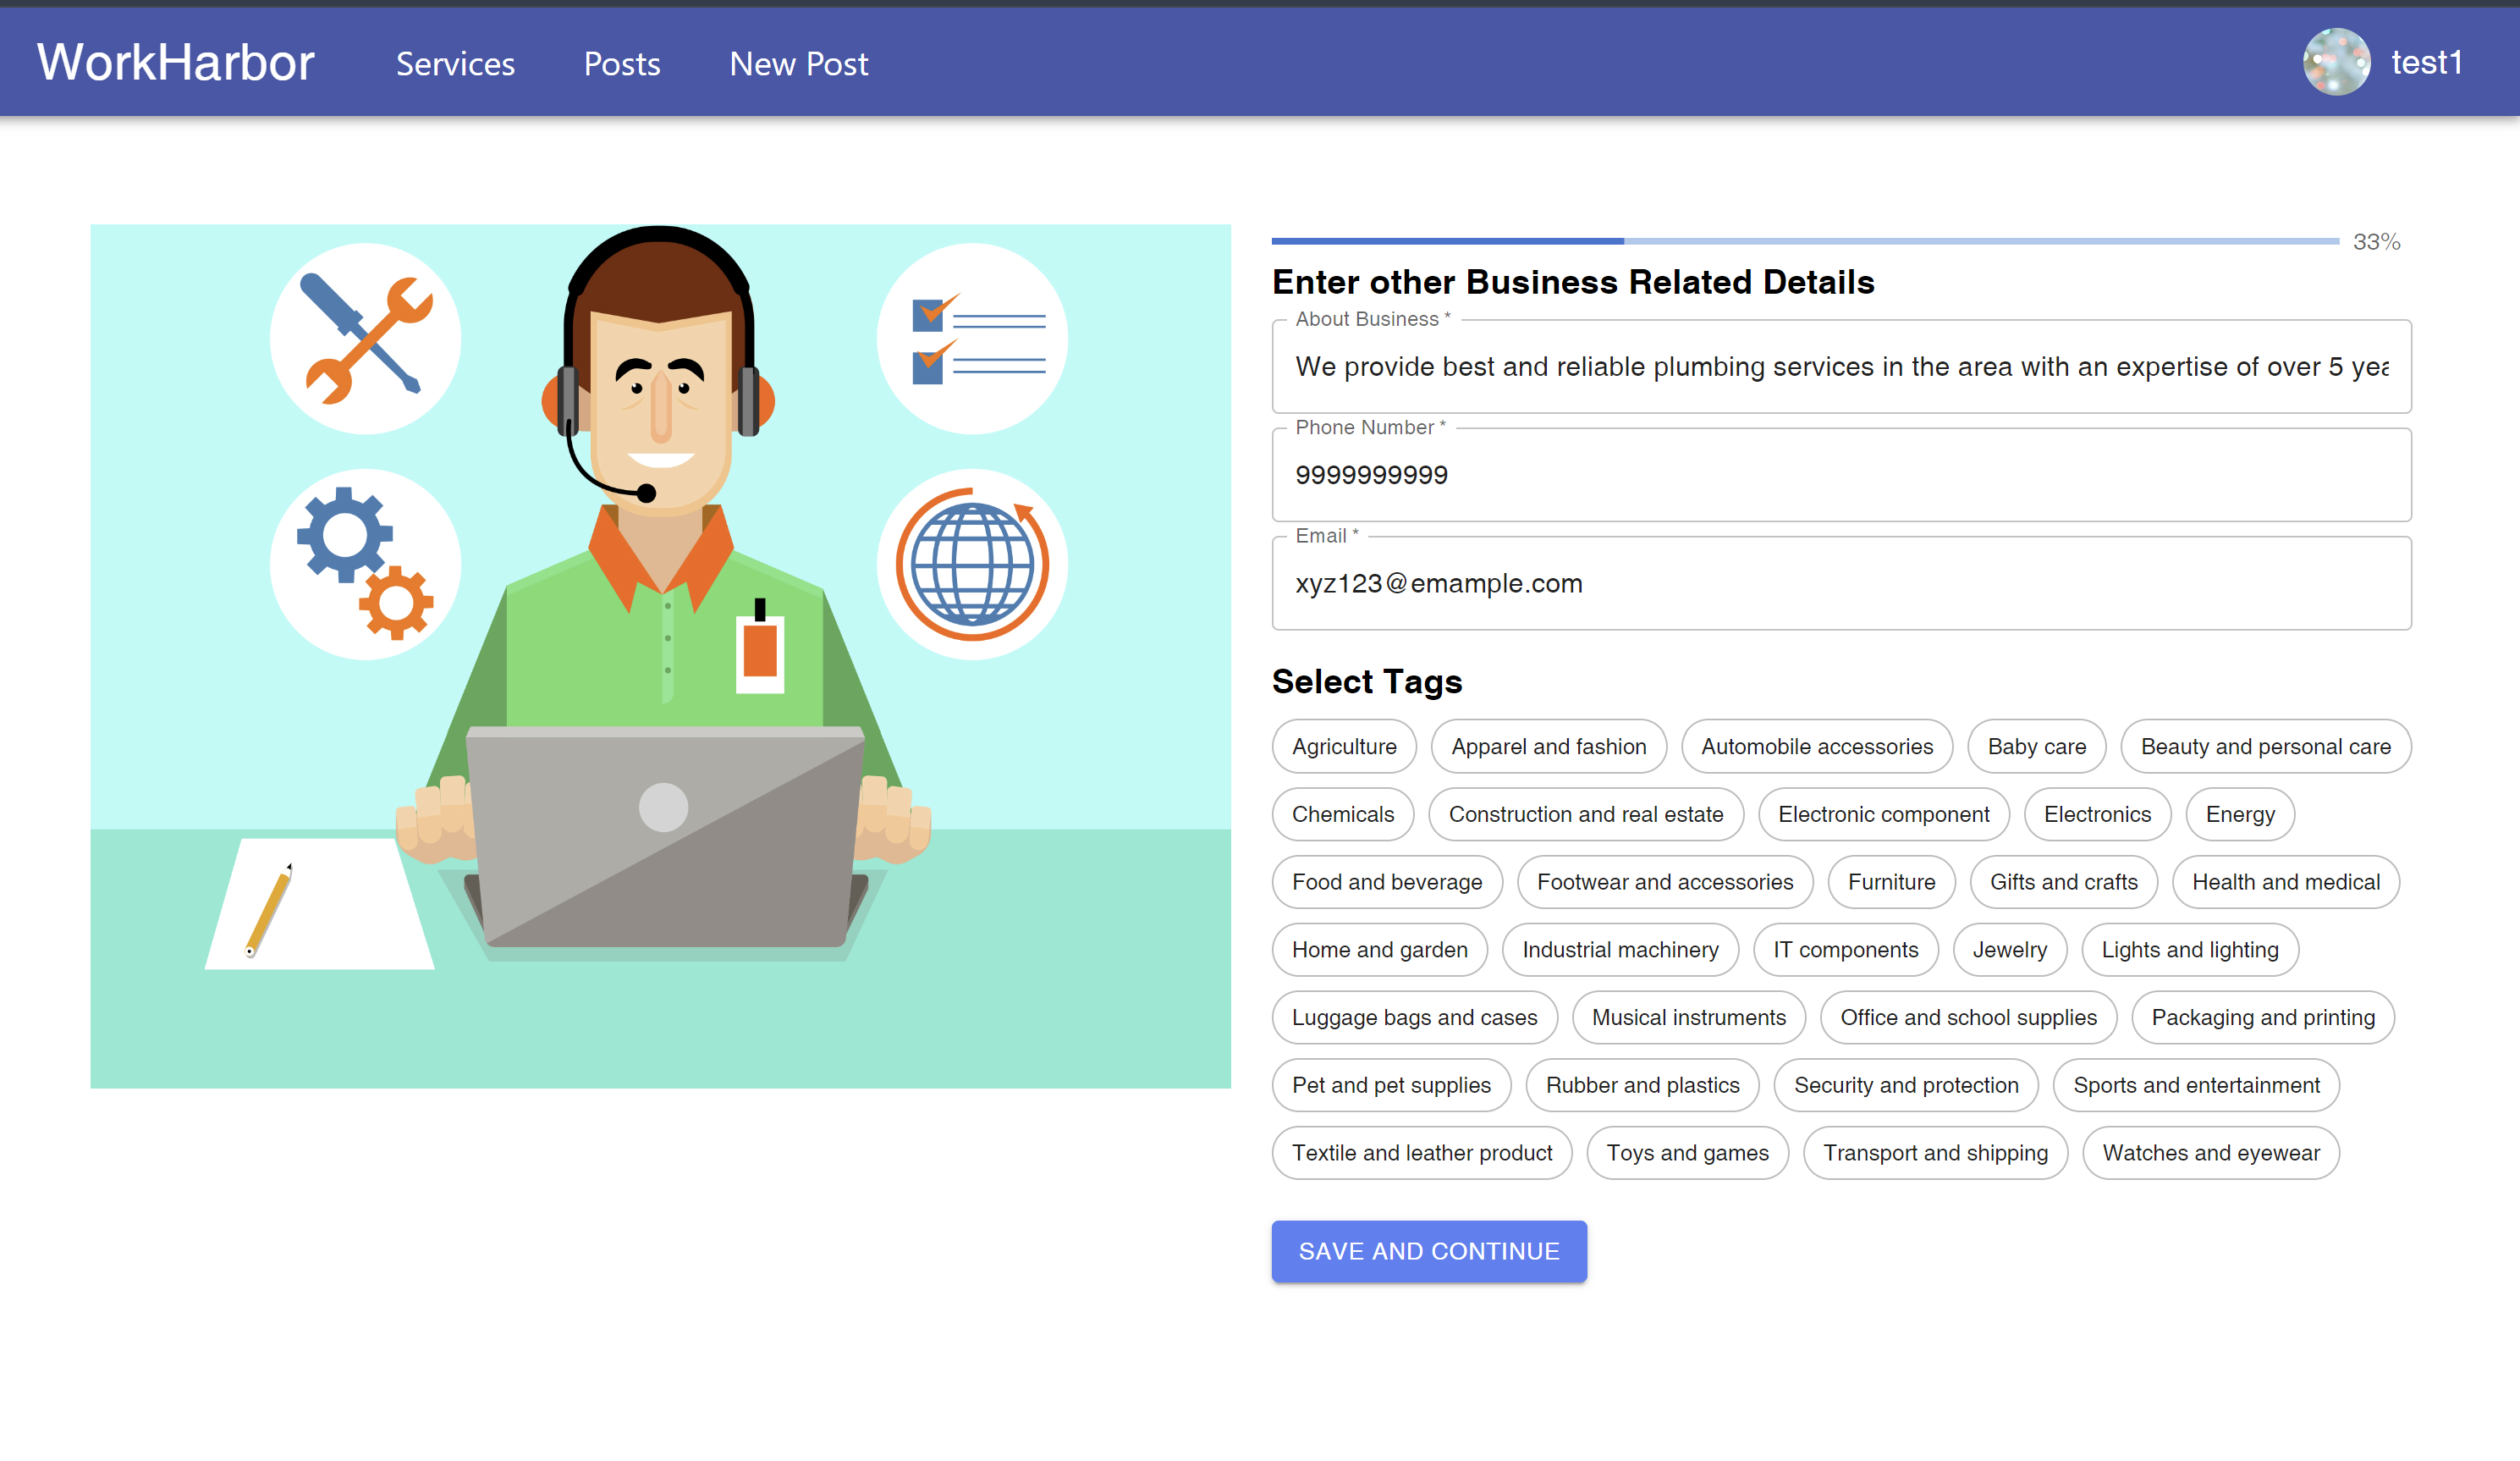 WorkHarbor Services Posts New Post test1
33%
Enter other Business Related Details
About Business *
We provide best and reliable plumbing services in the area with an expertise of over 5 yea
Phone Number *
9999999999
Email *
xyz123@emample.com
Select Tags
Agriculture Apparel and fashion Automobile accessories Baby care Beauty and personal care
Chemicals Construction and real estate Electronic component Electronics Energy
Food and beverage Footwear and accessories Furniture Gifts and crafts Health and medical
Home and garden Industrial machinery IT components Jewelry Lights and lighting
Luggage bags and cases Musical instruments Office and school supplies Packaging and printing
Pet and pet supplies Rubber and plastics Security and protection Sports and entertainment
Textile and leather product Toys and games Transport and shipping Watches and eyewear
SAVE AND CONTINUE